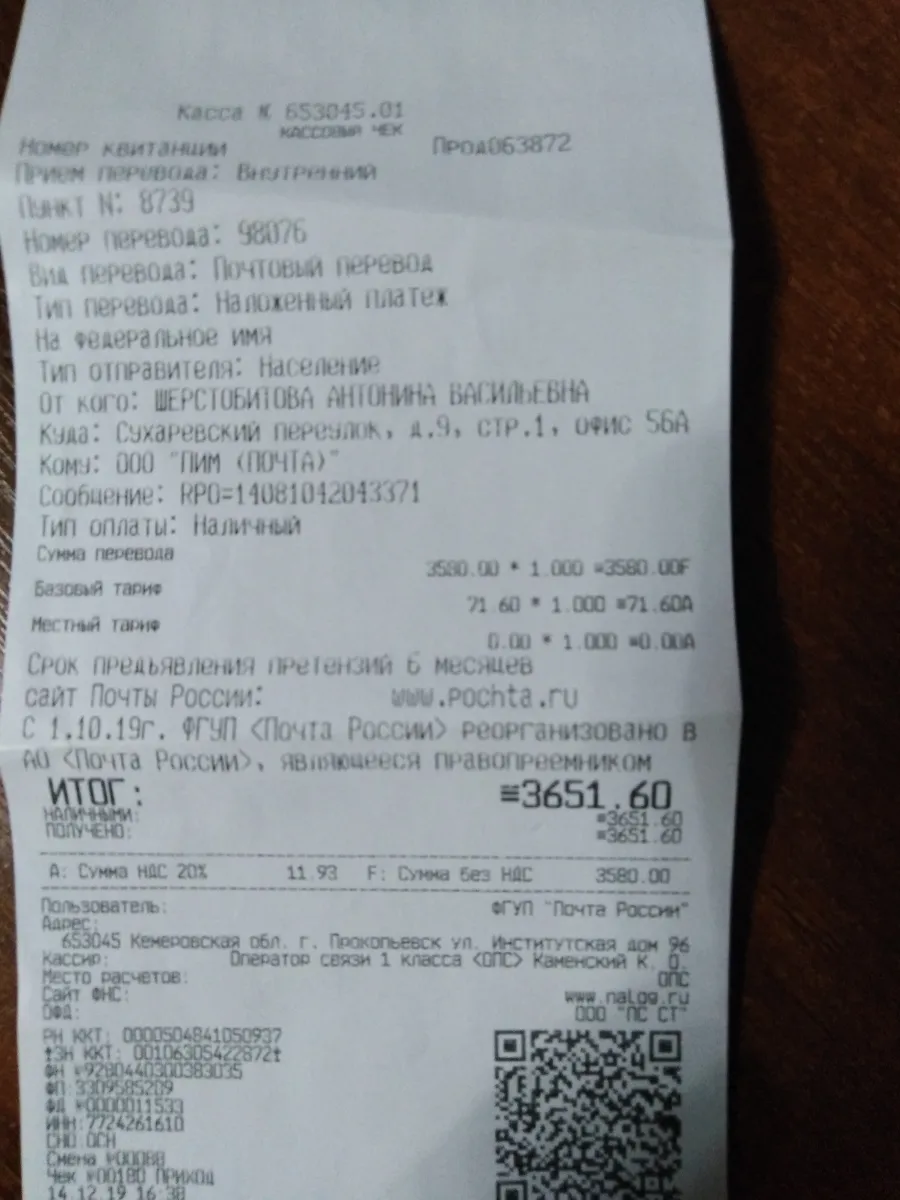 Касса № 653045.01
КАССОВЫЙ ЧЕК
Номер квитанции Прод063872
Прием перевода: Внутренний
Пункт N: 8739
Номер перевода: 98076
Вид перевода: Почтовый перевод
Тип перевода: Наложенный платеж
На федеральное имя
Тип отправителя: Население
От кого: ШЕРСТОБИТОВА АНТОНИНА ВАСИЛЬЕВНА
Куда: Сухаревский переулок, д.9, стр.1, офис 56А
Кому: ООО "ПИМ (ПОЧТА)"
Сообщение: RPO=14081042043371
Тип оплаты: Наличный
Сумма перевода
3580.00 * 1.000 ≡3580.00F
Базовый тариф
71.60 * 1.000 ≡71.60A
Местный тариф
0.00 * 1.000 ≡0.00A
Срок предъявления претензий 6 месяцев
сайт Почты России: www.pochta.ru
С 1.10.19г. ФГУП <Почта России> реорганизовано в
АО <Почта России>, являющееся правопреемником
ИТОГ: ≡3651.60
НАЛИЧНЫМИ: ≡3651.60
ПОЛУЧЕНО: ≡3651.60
A: Сумма НДС 20% 11.93 F: Сумма без НДС 3580.00
Пользователь: ФГУП "Почта России"
Адрес:
653045 Кемеровская обл. г. Прокопьевск ул. Институтская дом 96
Кассир: Оператор связи 1 класса <ОПС> Каменский К. О.
Место расчетов: ОПС
Сайт ФНС: www.nalog.ru
ОФД: ООО "ПС СТ"
РН ККТ: 0000504841050937
†ЗН ККТ: 00106305422872†
ФН №9280440300383035
ФП:3309585209
ФД №0000011533
ИНН:7724261610
СНО:ОСН
Смена №00088
Чек №00180 ПРИХОД
14.12.19 16:38